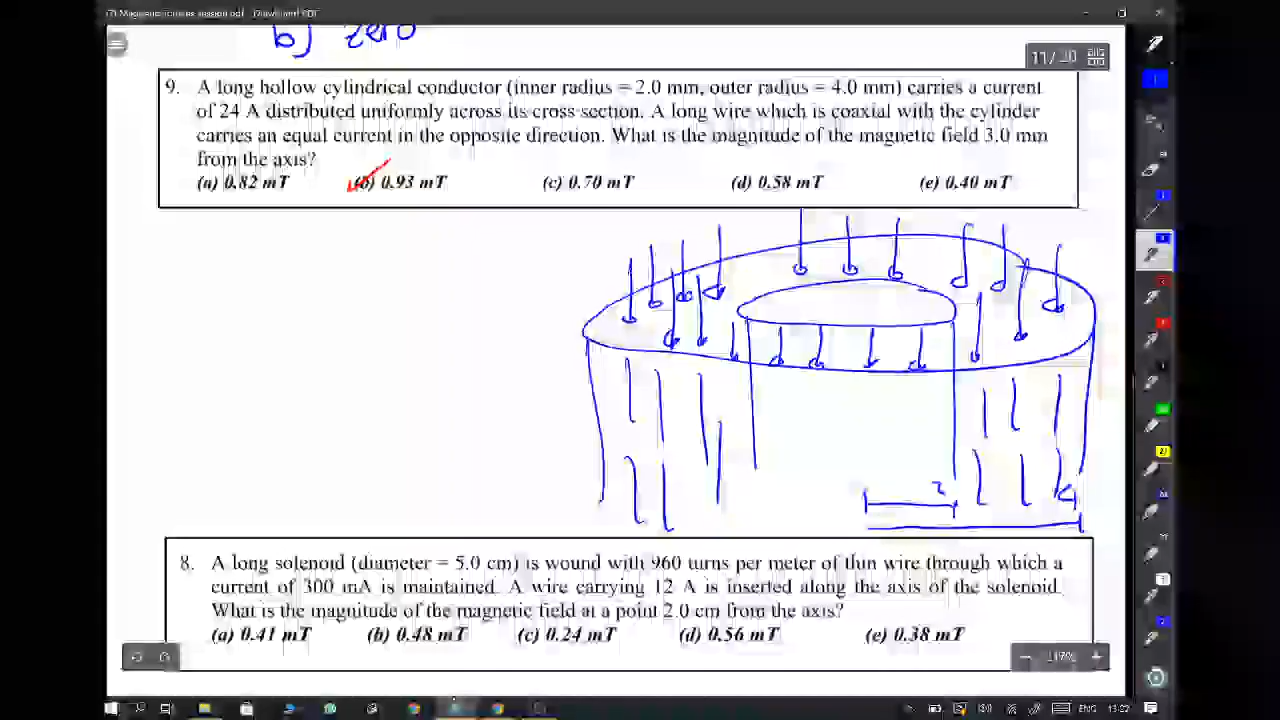 b) zero
11/20
9. A long hollow cylindrical conductor (inner radius = 2.0 mm, outer radius = 4.0 mm) carries a current
of 24 A distributed uniformly across its cross-section. A long wire which is coaxial with the cylinder
carries an equal current in the opposite direction. What is the magnitude of the magnetic field 3.0 mm
from the axis?
(a) 0.82 mT (b) 0.93 mT (c) 0.70 mT (d) 0.58 mT (e) 0.40 mT
2 4
8. A long solenoid (diameter = 5.0 cm) is wound with 960 turns per meter of thin wire through which a
current of 300 mA is maintained. A wire carrying 12 A is inserted along the axis of the solenoid.
What is the magnitude of the magnetic field at a point 2.0 cm from the axis?
(a) 0.41 mT (b) 0.48 mT (c) 0.24 mT (d) 0.56 mT (e) 0.38 mT
ENG